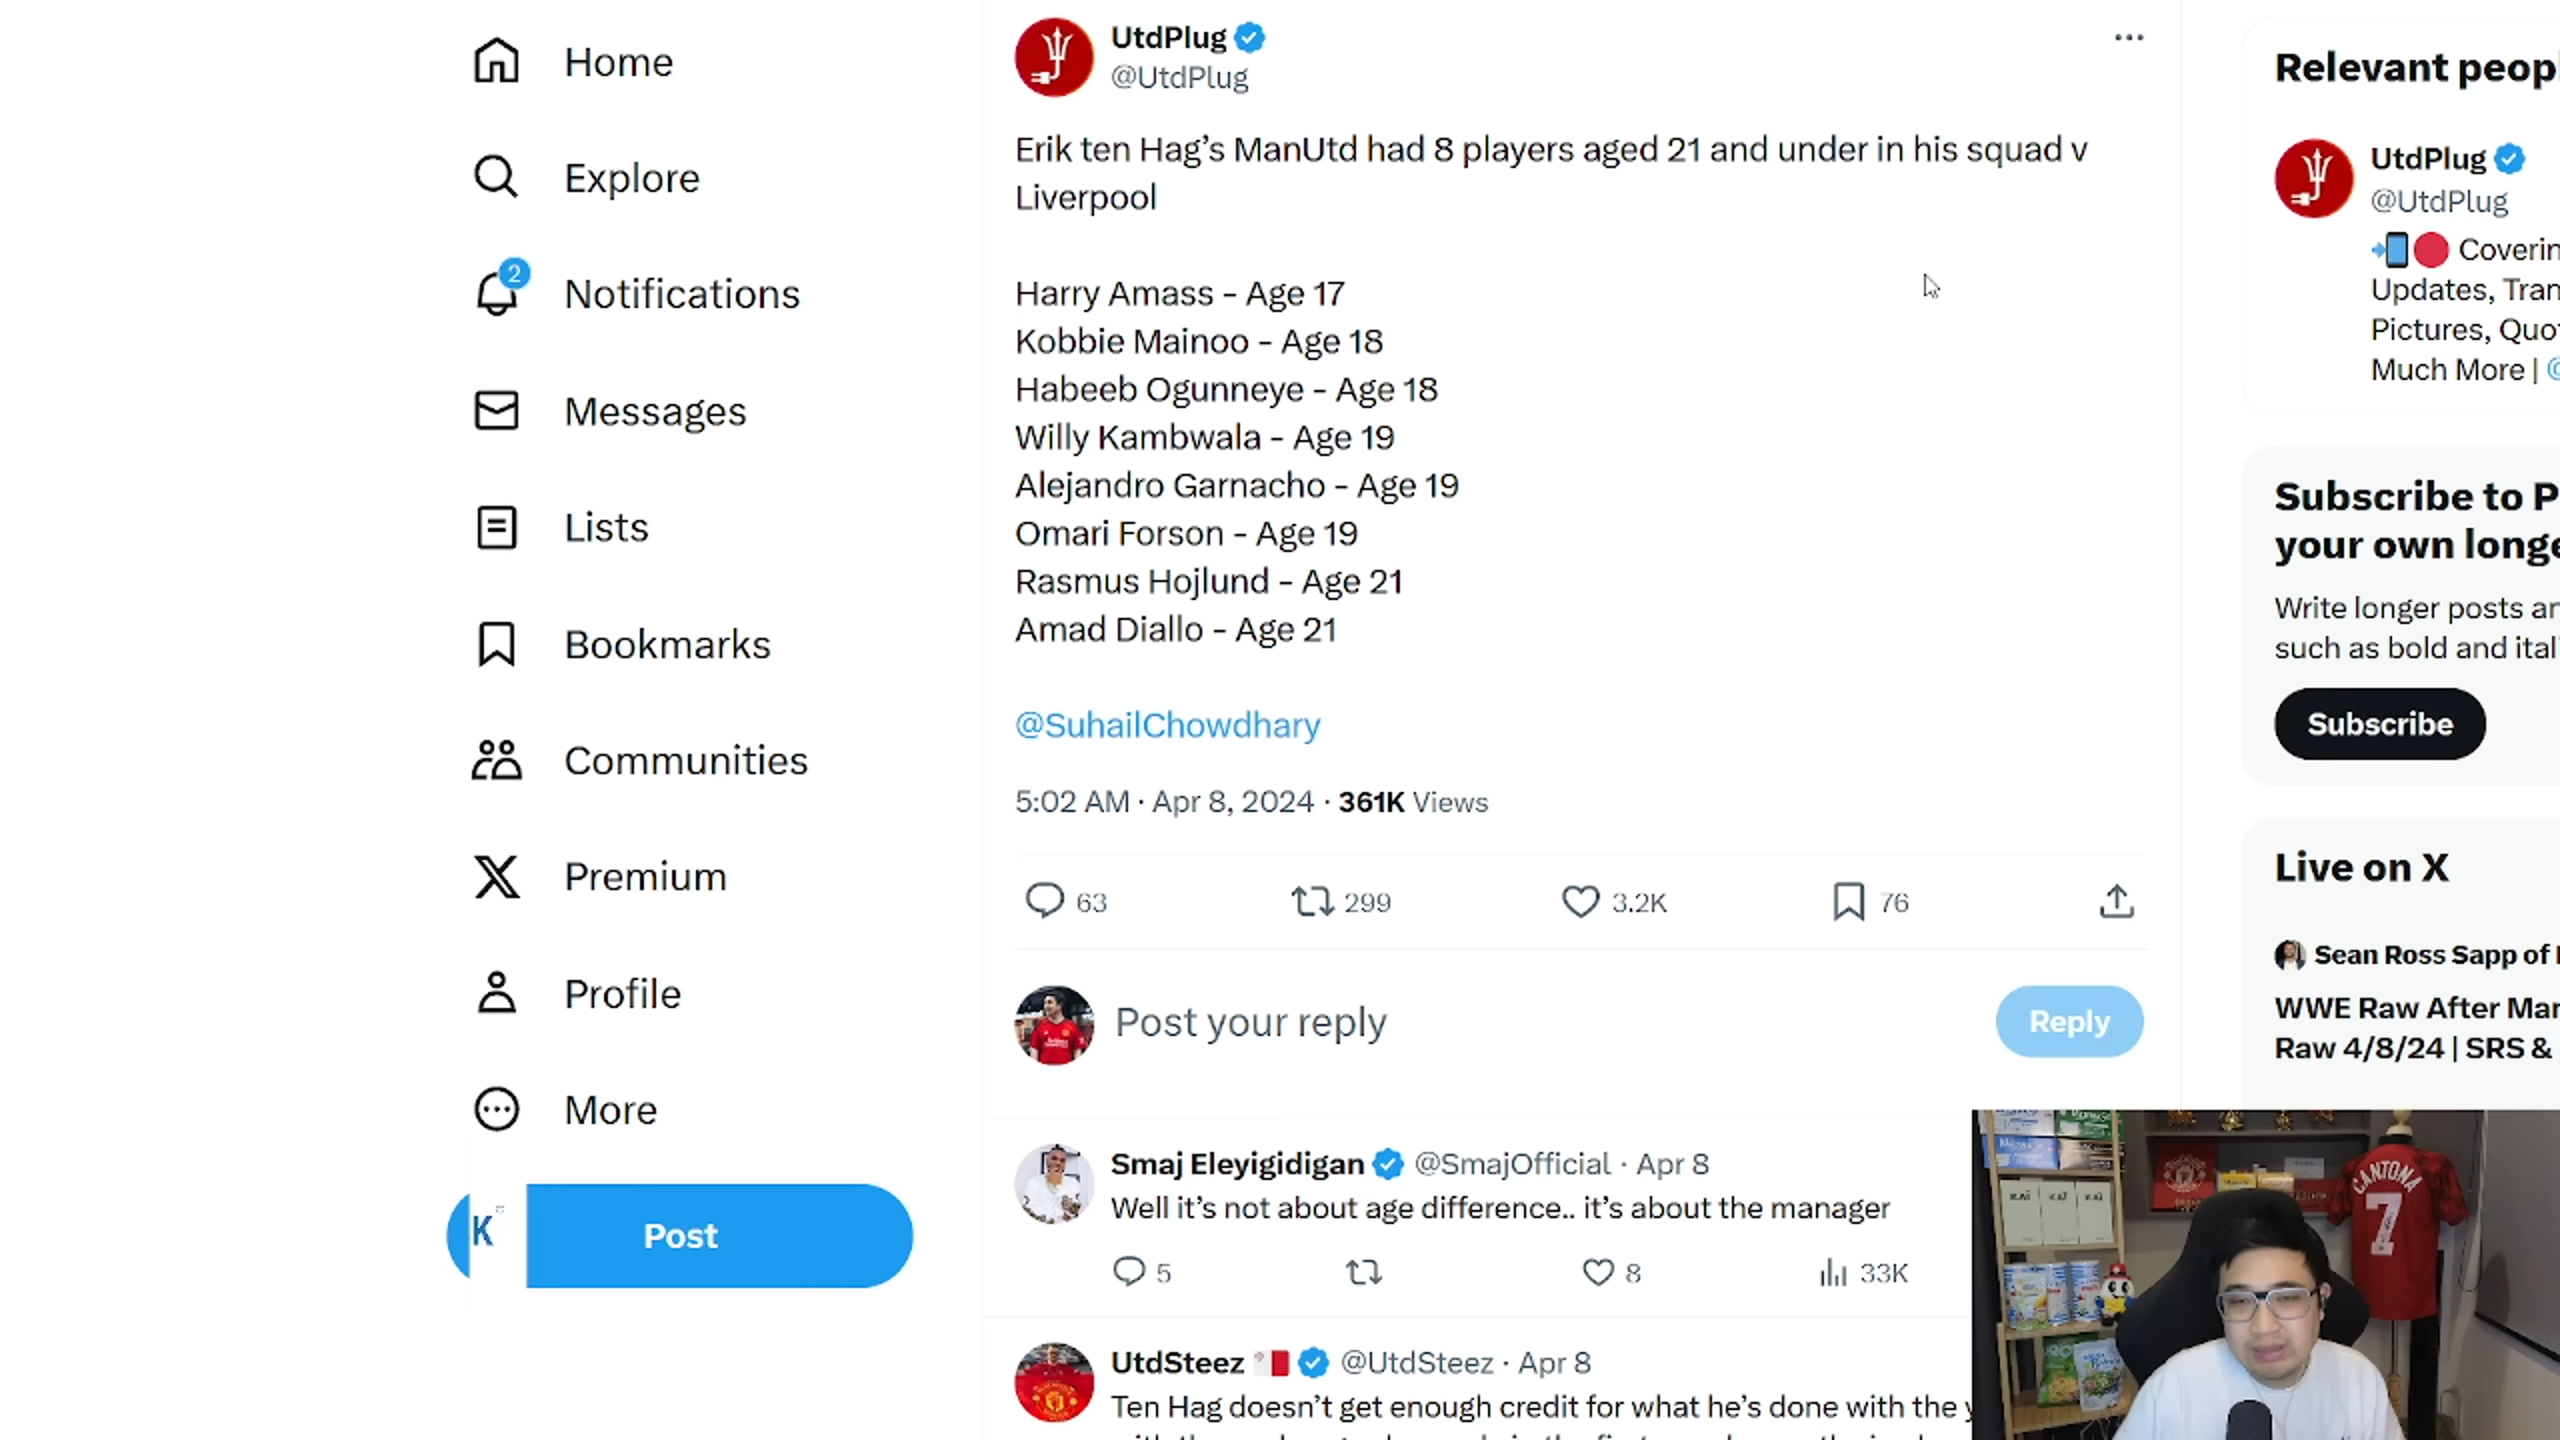 Home
Explore
2
Notifications
Messages
Lists
Bookmarks
Communities
Premium
Profile
More
K
Post
UtdPlug
@UtdPlug
Erik ten Hag’s ManUtd had 8 players aged 21 and under in his squad v
Liverpool
Harry Amass - Age 17
Kobbie Mainoo - Age 18
Habeeb Ogunneye - Age 18
Willy Kambwala - Age 19
Alejandro Garnacho - Age 19
Omari Forson - Age 19
Rasmus Hojlund - Age 21
Amad Diallo - Age 21
@SuhailChowdhary
5:02 AM · Apr 8, 2024 · 361K Views
63 299 3.2K 76
Post your reply
Reply
Smaj Eleyigidigan @SmajOfficial · Apr 8
Well it’s not about age difference.. it’s about the manager
5 8 33K
UtdSteez @UtdSteez · Apr 8
Ten Hag doesn’t get enough credit for what he’s done with the
Relevant peop
UtdPlug
@UtdPlug
Coverin
Updates, Tran
Pictures, Quo
Much More | @
Subscribe to P
your own longe
Write longer posts an
such as bold and ital
Subscribe
Live on X
Sean Ross Sapp of
WWE Raw After Man
Raw 4/8/24 | SRS &
CANTONA
7